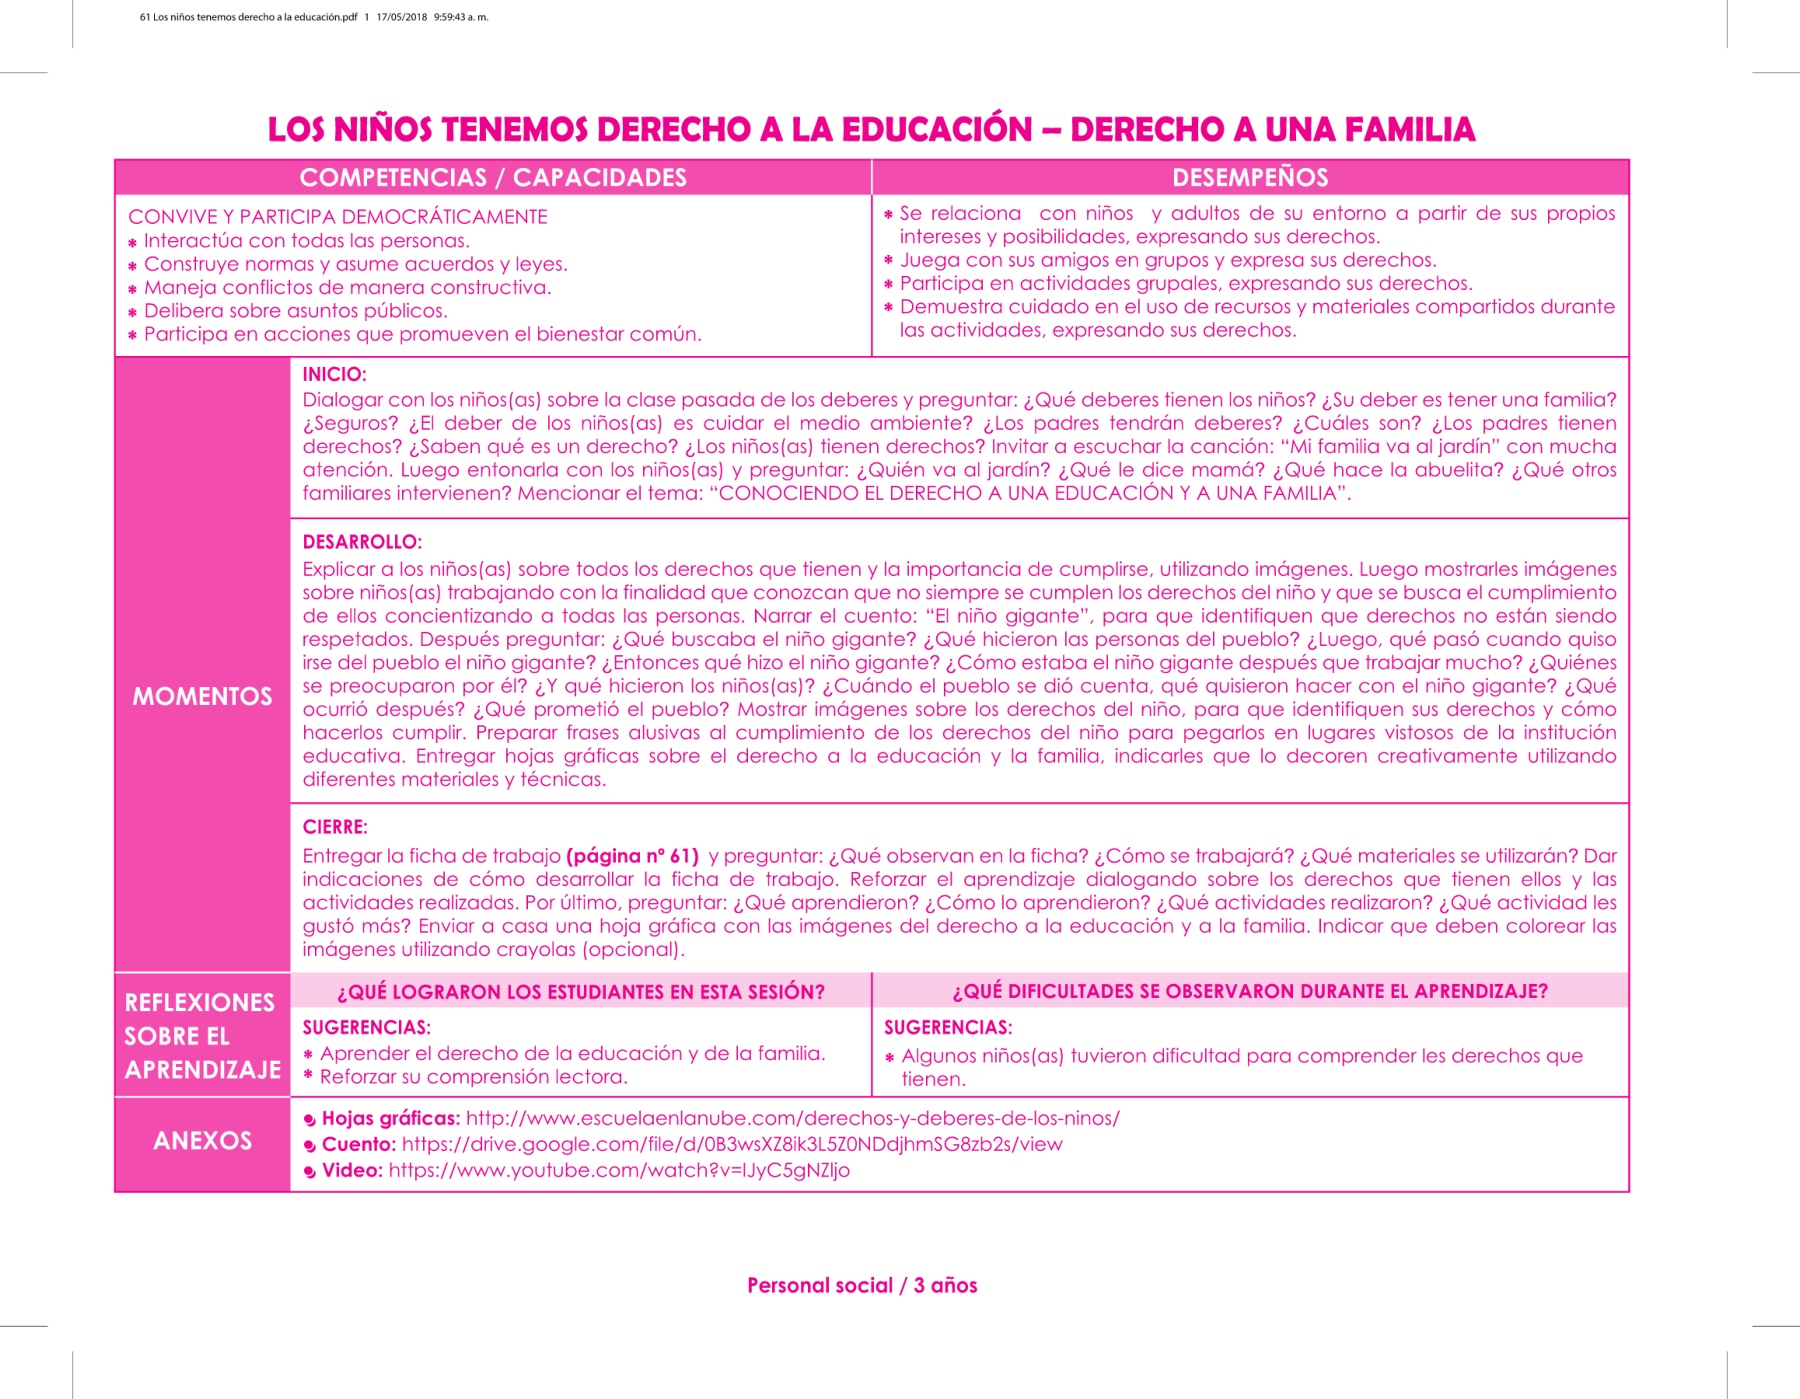 61 Los niños tenemos derecho a la educación.pdf 1 17/05/2018 9:59:43 a. m.
LOS NIÑOS TENEMOS DERECHO A LA EDUCACIÓN – DERECHO A UNA FAMILIA
COMPETENCIAS / CAPACIDADES
CONVIVE Y PARTICIPA DEMOCRÁTICAMENTE
* Interactúa con todas las personas.
* Construye normas y asume acuerdos y leyes.
* Maneja conflictos de manera constructiva.
* Delibera sobre asuntos públicos.
* Participa en acciones que promueven el bienestar común.
DESEMPEÑOS
* Se relaciona con niños y adultos de su entorno a partir de sus propios
intereses y posibilidades, expresando sus derechos.
* Juega con sus amigos en grupos y expresa sus derechos.
* Participa en actividades grupales, expresando sus derechos.
* Demuestra cuidado en el uso de recursos y materiales compartidos durante
las actividades, expresando sus derechos.
MOMENTOS
INICIO:
Dialogar con los niños(as) sobre la clase pasada de los deberes y preguntar: ¿Qué deberes tienen los niños? ¿Su deber es tener una familia?
¿Seguros? ¿El deber de los niños(as) es cuidar el medio ambiente? ¿Los padres tendrán deberes? ¿Cuáles son? ¿Los padres tienen
derechos? ¿Saben qué es un derecho? ¿Los niños(as) tienen derechos? Invitar a escuchar la canción: “Mi familia va al jardín” con mucha
atención. Luego entonarla con los niños(as) y preguntar: ¿Quién va al jardín? ¿Qué le dice mamá? ¿Qué hace la abuelita? ¿Qué otros
familiares intervienen? Mencionar el tema: “CONOCIENDO EL DERECHO A UNA EDUCACIÓN Y A UNA FAMILIA”.
DESARROLLO:
Explicar a los niños(as) sobre todos los derechos que tienen y la importancia de cumplirse, utilizando imágenes. Luego mostrarles imágenes
sobre niños(as) trabajando con la finalidad que conozcan que no siempre se cumplen los derechos del niño y que se busca el cumplimiento
de ellos concientizando a todas las personas. Narrar el cuento: “El niño gigante”, para que identifiquen que derechos no están siendo
respetados. Después preguntar: ¿Qué buscaba el niño gigante? ¿Qué hicieron las personas del pueblo? ¿Luego, qué pasó cuando quiso
irse del pueblo el niño gigante? ¿Entonces qué hizo el niño gigante? ¿Cómo estaba el niño gigante después que trabajar mucho? ¿Quiénes
se preocuparon por él? ¿Y qué hicieron los niños(as)? ¿Cuándo el pueblo se dió cuenta, qué quisieron hacer con el niño gigante? ¿Qué
ocurrió después? ¿Qué prometió el pueblo? Mostrar imágenes sobre los derechos del niño, para que identifiquen sus derechos y cómo
hacerlos cumplir. Preparar frases alusivas al cumplimiento de los derechos del niño para pegarlos en lugares vistosos de la institución
educativa. Entregar hojas gráficas sobre el derecho a la educación y la familia, indicarles que lo decoren creativamente utilizando
diferentes materiales y técnicas.
CIERRE:
Entregar la ficha de trabajo (página nº 61) y preguntar: ¿Qué observan en la ficha? ¿Cómo se trabajará? ¿Qué materiales se utilizarán? Dar
indicaciones de cómo desarrollar la ficha de trabajo. Reforzar el aprendizaje dialogando sobre los derechos que tienen ellos y las
actividades realizadas. Por último, preguntar: ¿Qué aprendieron? ¿Cómo lo aprendieron? ¿Qué actividades realizaron? ¿Qué actividad les
gustó más? Enviar a casa una hoja gráfica con las imágenes del derecho a la educación y a la familia. Indicar que deben colorear las
imágenes utilizando crayolas (opcional).
REFLEXIONES
SOBRE EL
APRENDIZAJE
¿QUÉ LOGRARON LOS ESTUDIANTES EN ESTA SESIÓN?
SUGERENCIAS:
* Aprender el derecho de la educación y de la familia.
* Reforzar su comprensión lectora.
¿QUÉ DIFICULTADES SE OBSERVARON DURANTE EL APRENDIZAJE?
SUGERENCIAS:
* Algunos niños(as) tuvieron dificultad para comprender les derechos que
tienen.
ANEXOS
Hojas gráficas: http://www.escuelaenlanube.com/derechos-y-deberes-de-los-ninos/
Cuento: https://drive.google.com/file/d/0B3wsXZ8ik3L5Z0NDdjhmSG8zb2s/view
Video: https://www.youtube.com/watch?v=IJyC5gNZljo
Personal social / 3 años